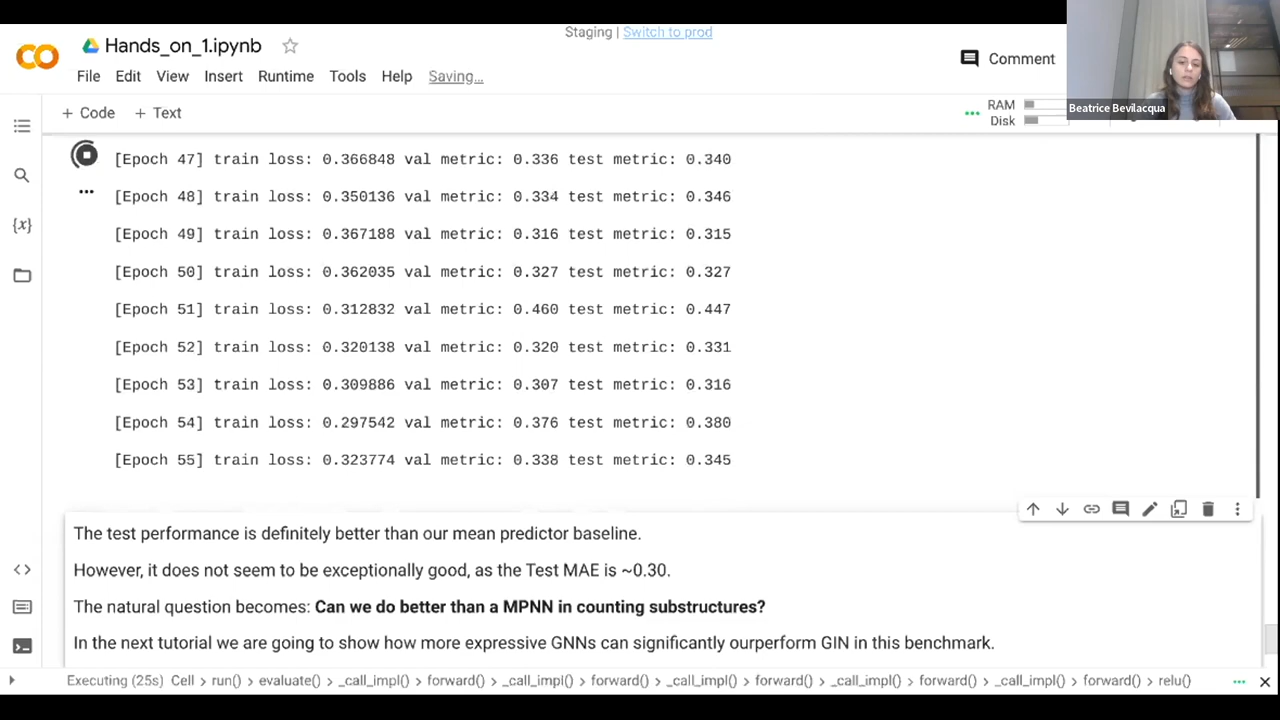 Staging | Switch to prod
Hands_on_1.ipynb
File Edit View Insert Runtime Tools Help Saving...
Comment
Beatrice Bevilacqua
+ Code + Text
RAM
Disk
[Epoch 47] train loss: 0.366848 val metric: 0.336 test metric: 0.340
[Epoch 48] train loss: 0.350136 val metric: 0.334 test metric: 0.346
[Epoch 49] train loss: 0.367188 val metric: 0.316 test metric: 0.315
[Epoch 50] train loss: 0.362035 val metric: 0.327 test metric: 0.327
[Epoch 51] train loss: 0.312832 val metric: 0.460 test metric: 0.447
[Epoch 52] train loss: 0.320138 val metric: 0.320 test metric: 0.331
[Epoch 53] train loss: 0.309886 val metric: 0.307 test metric: 0.316
[Epoch 54] train loss: 0.297542 val metric: 0.376 test metric: 0.380
[Epoch 55] train loss: 0.323774 val metric: 0.338 test metric: 0.345
The test performance is definitely better than our mean predictor baseline.
However, it does not seem to be exceptionally good, as the Test MAE is ~0.30.
The natural question becomes: Can we do better than a MPNN in counting substructures?
In the next tutorial we are going to show how more expressive GNNs can significantly ourperform GIN in this benchmark.
Executing (25s) Cell > run() > evaluate() > _call_impl() > forward() > _call_impl() > forward() > _call_impl() > forward() > _call_impl() > forward() > _call_impl() > forward() > relu()